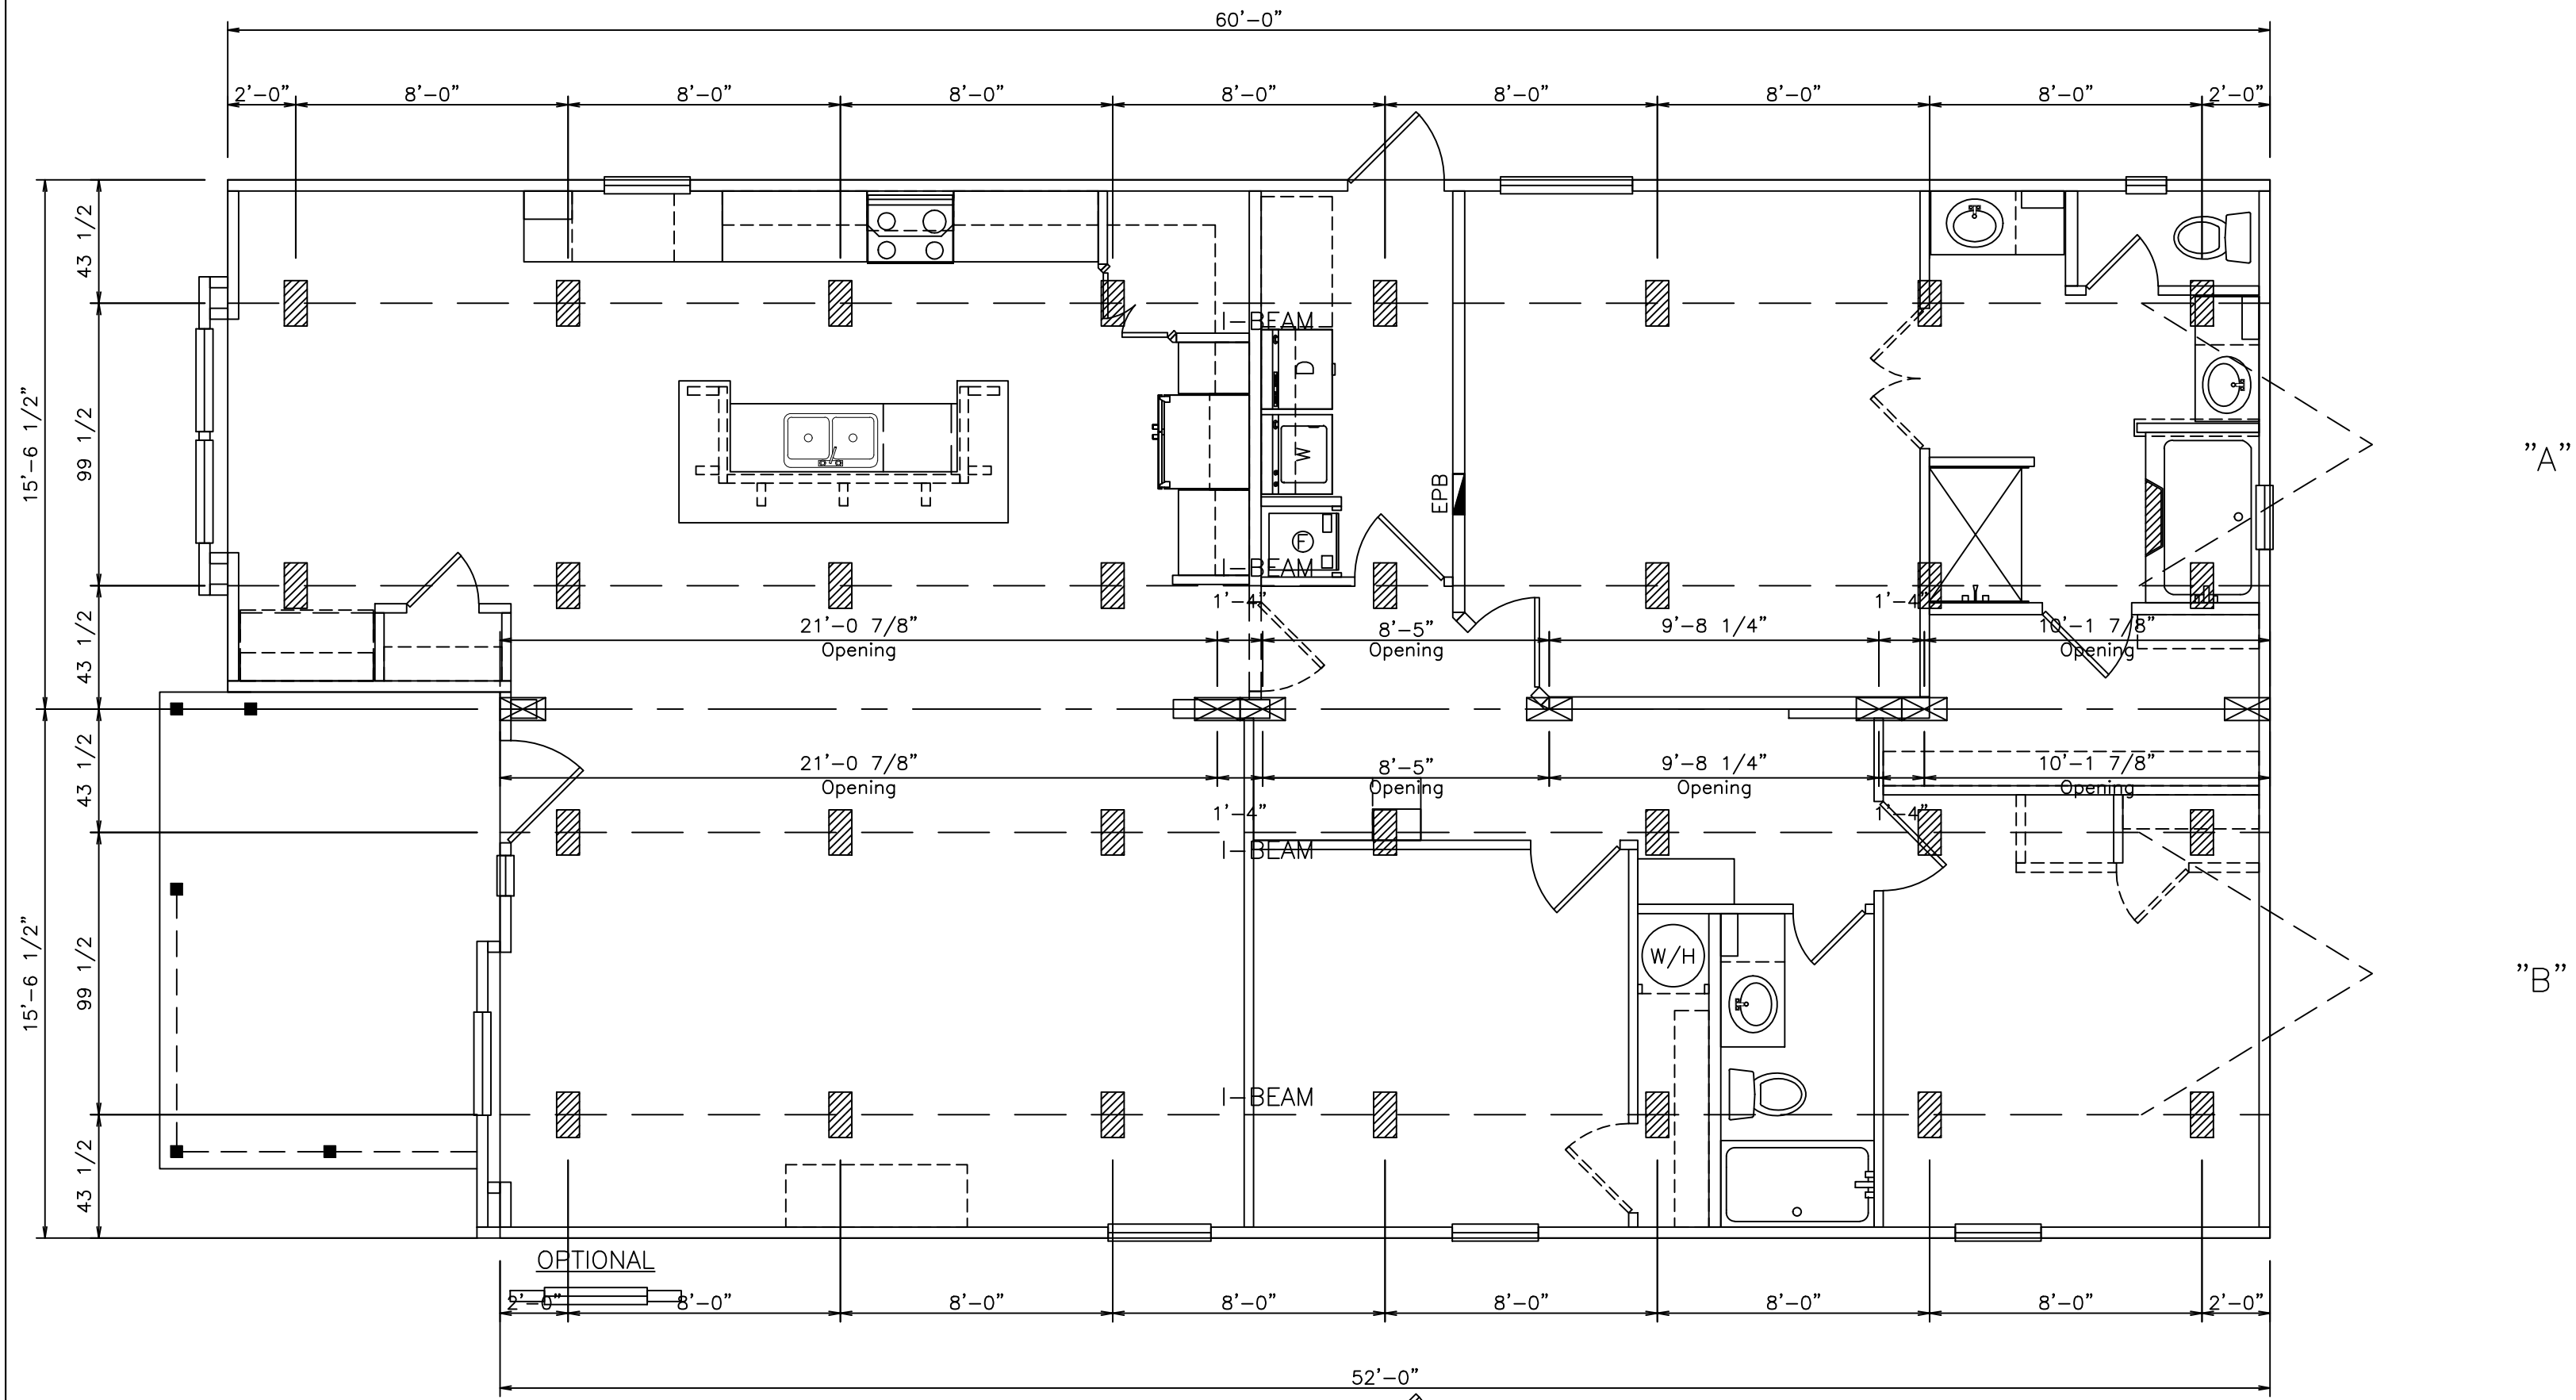 60'-0"
2'-0" 8'-0" 8'-0" 8'-0" 8'-0" 8'-0" 8'-0" 8'-0" 2'-0"
15'-6 1/2"
43 1/2
99 1/2
43 1/2
I-BEAM
D
W
F
EPB
I-BEAM
"A"
1'-4" 1'-4"
21'-0 7/8" 8'-5" 9'-8 1/4" 10'-1 7/8"
Opening Opening Opening
21'-0 7/8" 8'-5" 9'-8 1/4" 10'-1 7/8"
Opening Opening Opening Opening
1'-4" 1'-4"
15'-6 1/2"
43 1/2
99 1/2
43 1/2
I-BEAM
W/H
"B"
I-BEAM
OPTIONAL
2'-0" 8'-0" 8'-0" 8'-0" 8'-0" 8'-0" 8'-0" 2'-0"
52'-0"